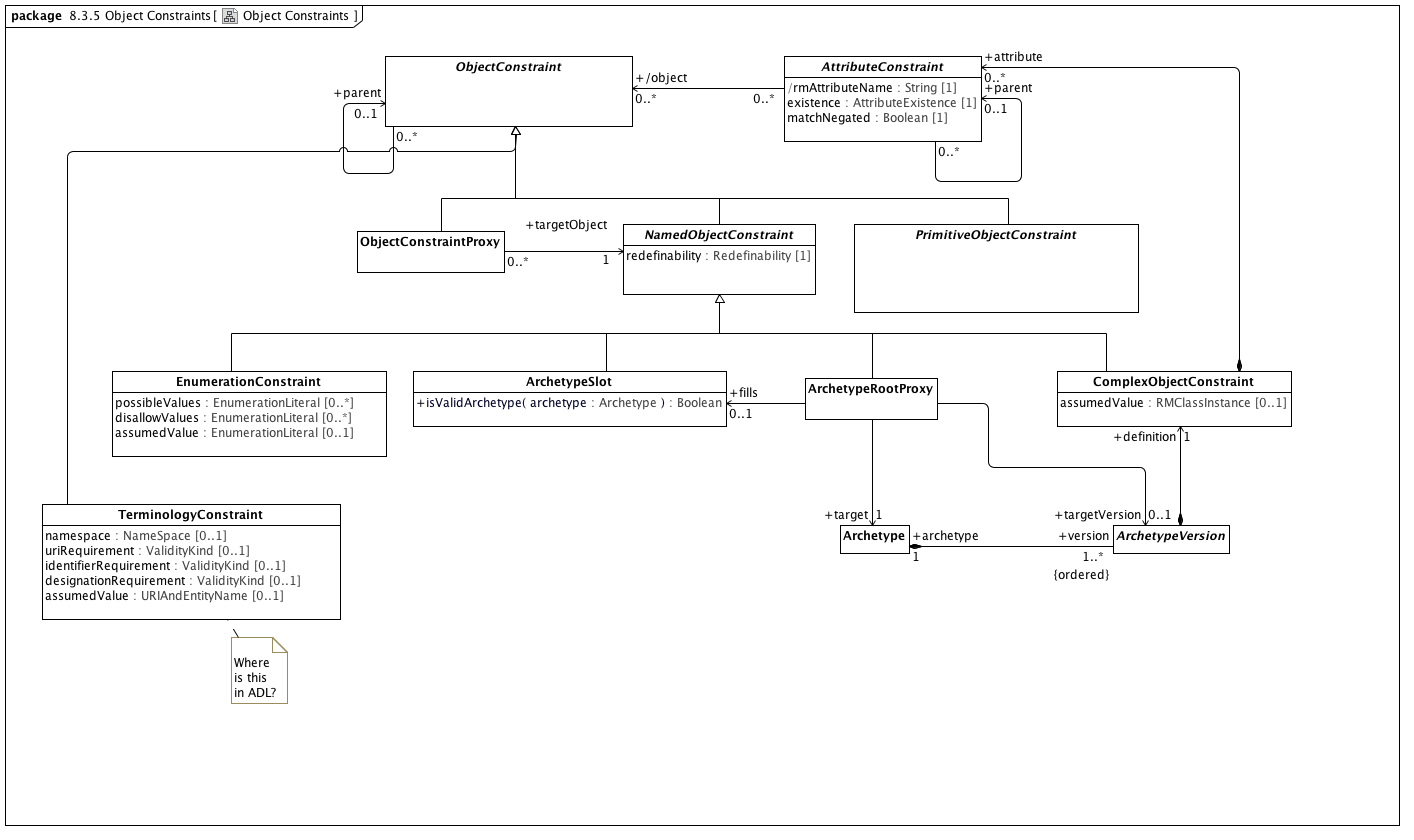 package 8.3.5 Object Constraints [ Object Constraints ]
ObjectConstraint
+parent
0..1
0..*
+/object
0..*
0..*
AttributeConstraint
/rmAttributeName : String [1]
existence : AttributeExistence [1]
matchNegated : Boolean [1]
+attribute
0..*
+parent
0..1
0..*
ObjectConstraintProxy
+targetObject
0..*
1
NamedObjectConstraint
redefinability : Redefinability [1]
PrimitiveObjectConstraint
EnumerationConstraint
possibleValues : EnumerationLiteral [0..*]
disallowValues : EnumerationLiteral [0..*]
assumedValue : EnumerationLiteral [0..1]
ArchetypeSlot
+isValidArchetype( archetype : Archetype ) : Boolean
+fills
0..1
ArchetypeRootProxy
ComplexObjectConstraint
assumedValue : RMClassInstance [0..1]
+definition 1
TerminologyConstraint
namespace : NameSpace [0..1]
uriRequirement : ValidityKind [0..1]
identifierRequirement : ValidityKind [0..1]
designationRequirement : ValidityKind [0..1]
assumedValue : URIAndEntityName [0..1]
+target 1
+targetVersion 0..1
Archetype
+archetype
1
+version
1..*
{ordered}
ArchetypeVersion
Where
is this
in ADL?